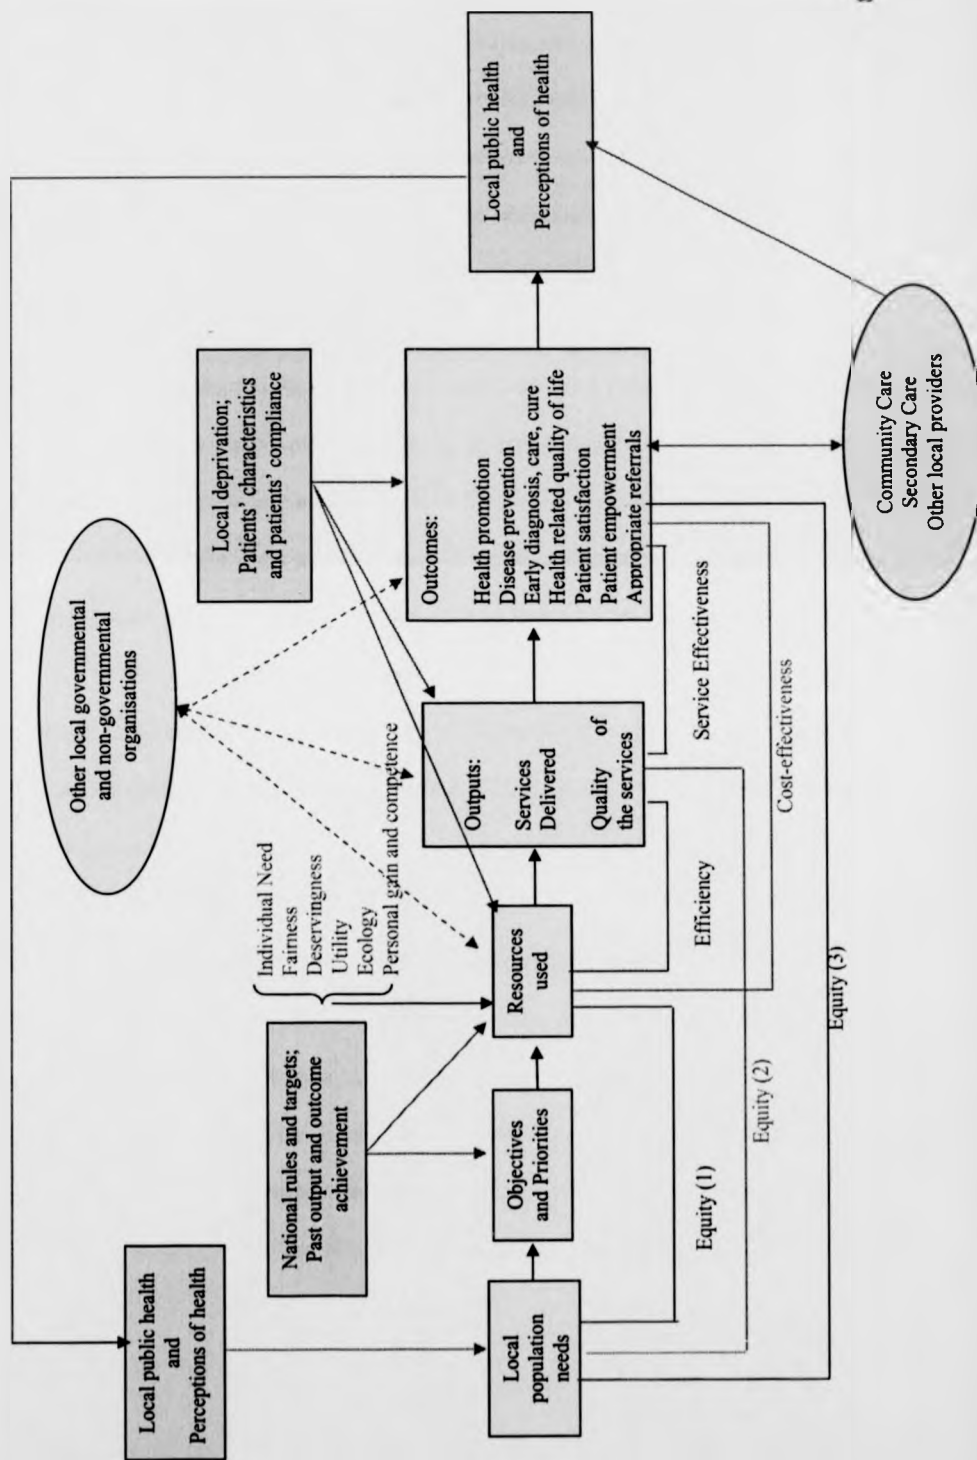 Local public health
and
Perceptions of health
National rules and targets;
Past output and outcome
achievement
Individual Need
Fairness
Deservingness
Utility
Ecology
Personal gain and competence
Other local governmental
and non-governmental
organisations
Local deprivation;
Patients' characteristics
and patients' compliance
Local public health
and
Perceptions of health
Local
population
needs
Objectives
and Priorities
Resources
used
Outputs:
Services
Delivered
Quality of
the services
Outcomes:
Health promotion
Disease prevention
Early diagnosis, care, cure
Health related quality of life
Patient satisfaction
Patient empowerment
Appropriate referrals
Equity (1)
Efficiency
Service Effectiveness
Equity (2)
Cost-effectiveness
Equity (3)
Community Care
Secondary Care
Other local providers